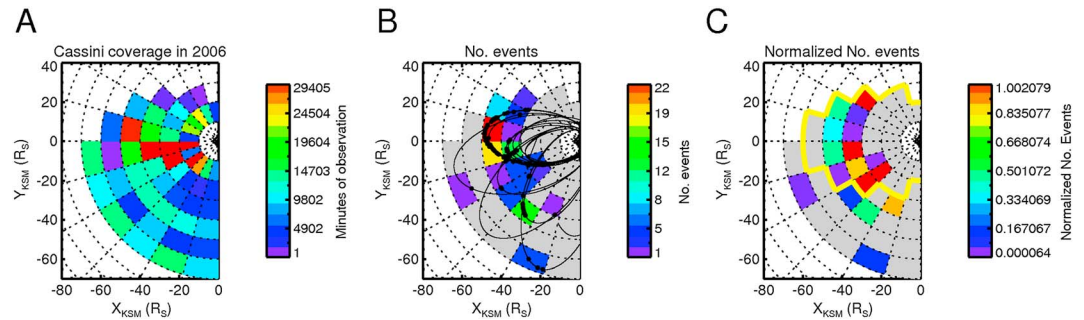 A
B
C
Cassini coverage in 2006
No. events
Normalized No. events
40
20
0
-20
-40
-60
Y_KSM (R_S)
-80 -60 -40 -20 0
X_KSM (R_S)
29405
24504
19604
14703
9802
4902
1
Minutes of observation
40
20
0
-20
-40
-60
Y_KSM (R_S)
-80 -60 -40 -20 0
X_KSM (R_S)
22
19
15
12
8
5
1
No. events
40
20
0
-20
-40
-60
Y_KSM (R_S)
-80 -60 -40 -20 0
X_KSM (R_S)
1.002079
0.835077
0.668074
0.501072
0.334069
0.167067
0.000064
Normalized No. Events